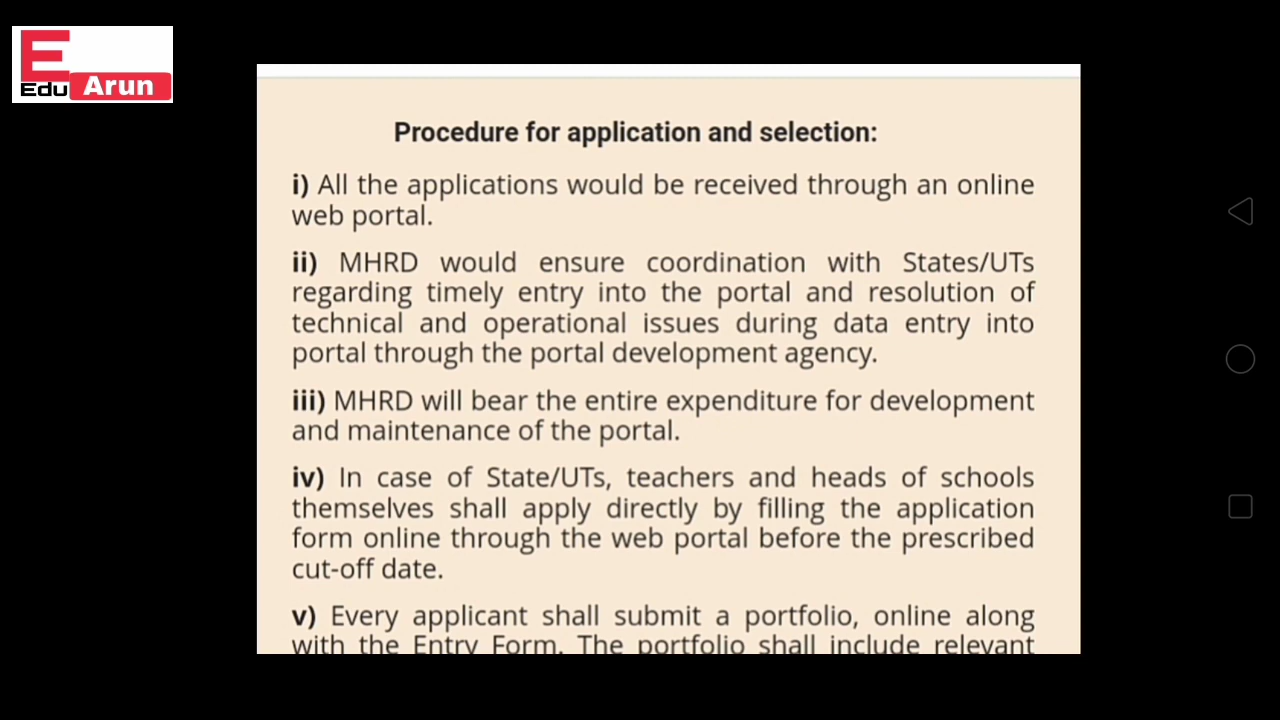 E
Edu Arun
Procedure for application and selection:
i) All the applications would be received through an online
web portal.
ii) MHRD would ensure coordination with States/UTs
regarding timely entry into the portal and resolution of
technical and operational issues during data entry into
portal through the portal development agency.
iii) MHRD will bear the entire expenditure for development
and maintenance of the portal.
iv) In case of State/UTs, teachers and heads of schools
themselves shall apply directly by filling the application
form online through the web portal before the prescribed
cut-off date.
v) Every applicant shall submit a portfolio, online along
with the Entry Form. The portfolio shall include relevant